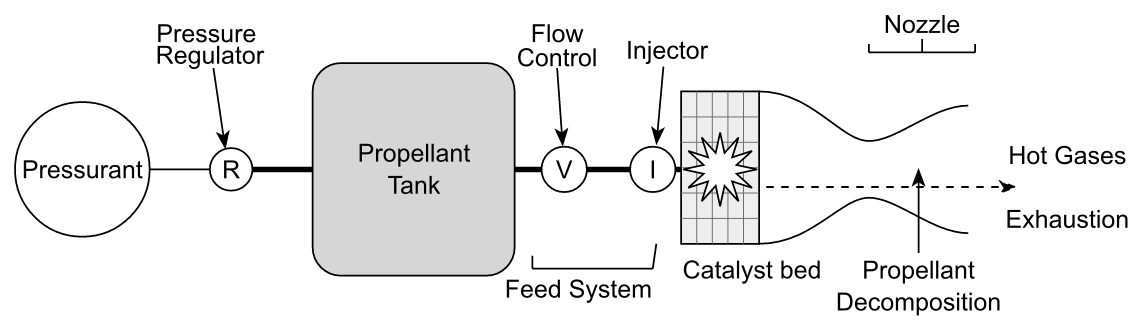 Nozzle
Pressure
Regulator
Flow
Control
Injector
Pressurant
R
Propellant
Tank
V
I
Hot Gases
Exhaustion
Feed System
Catalyst bed
Propellant
Decomposition